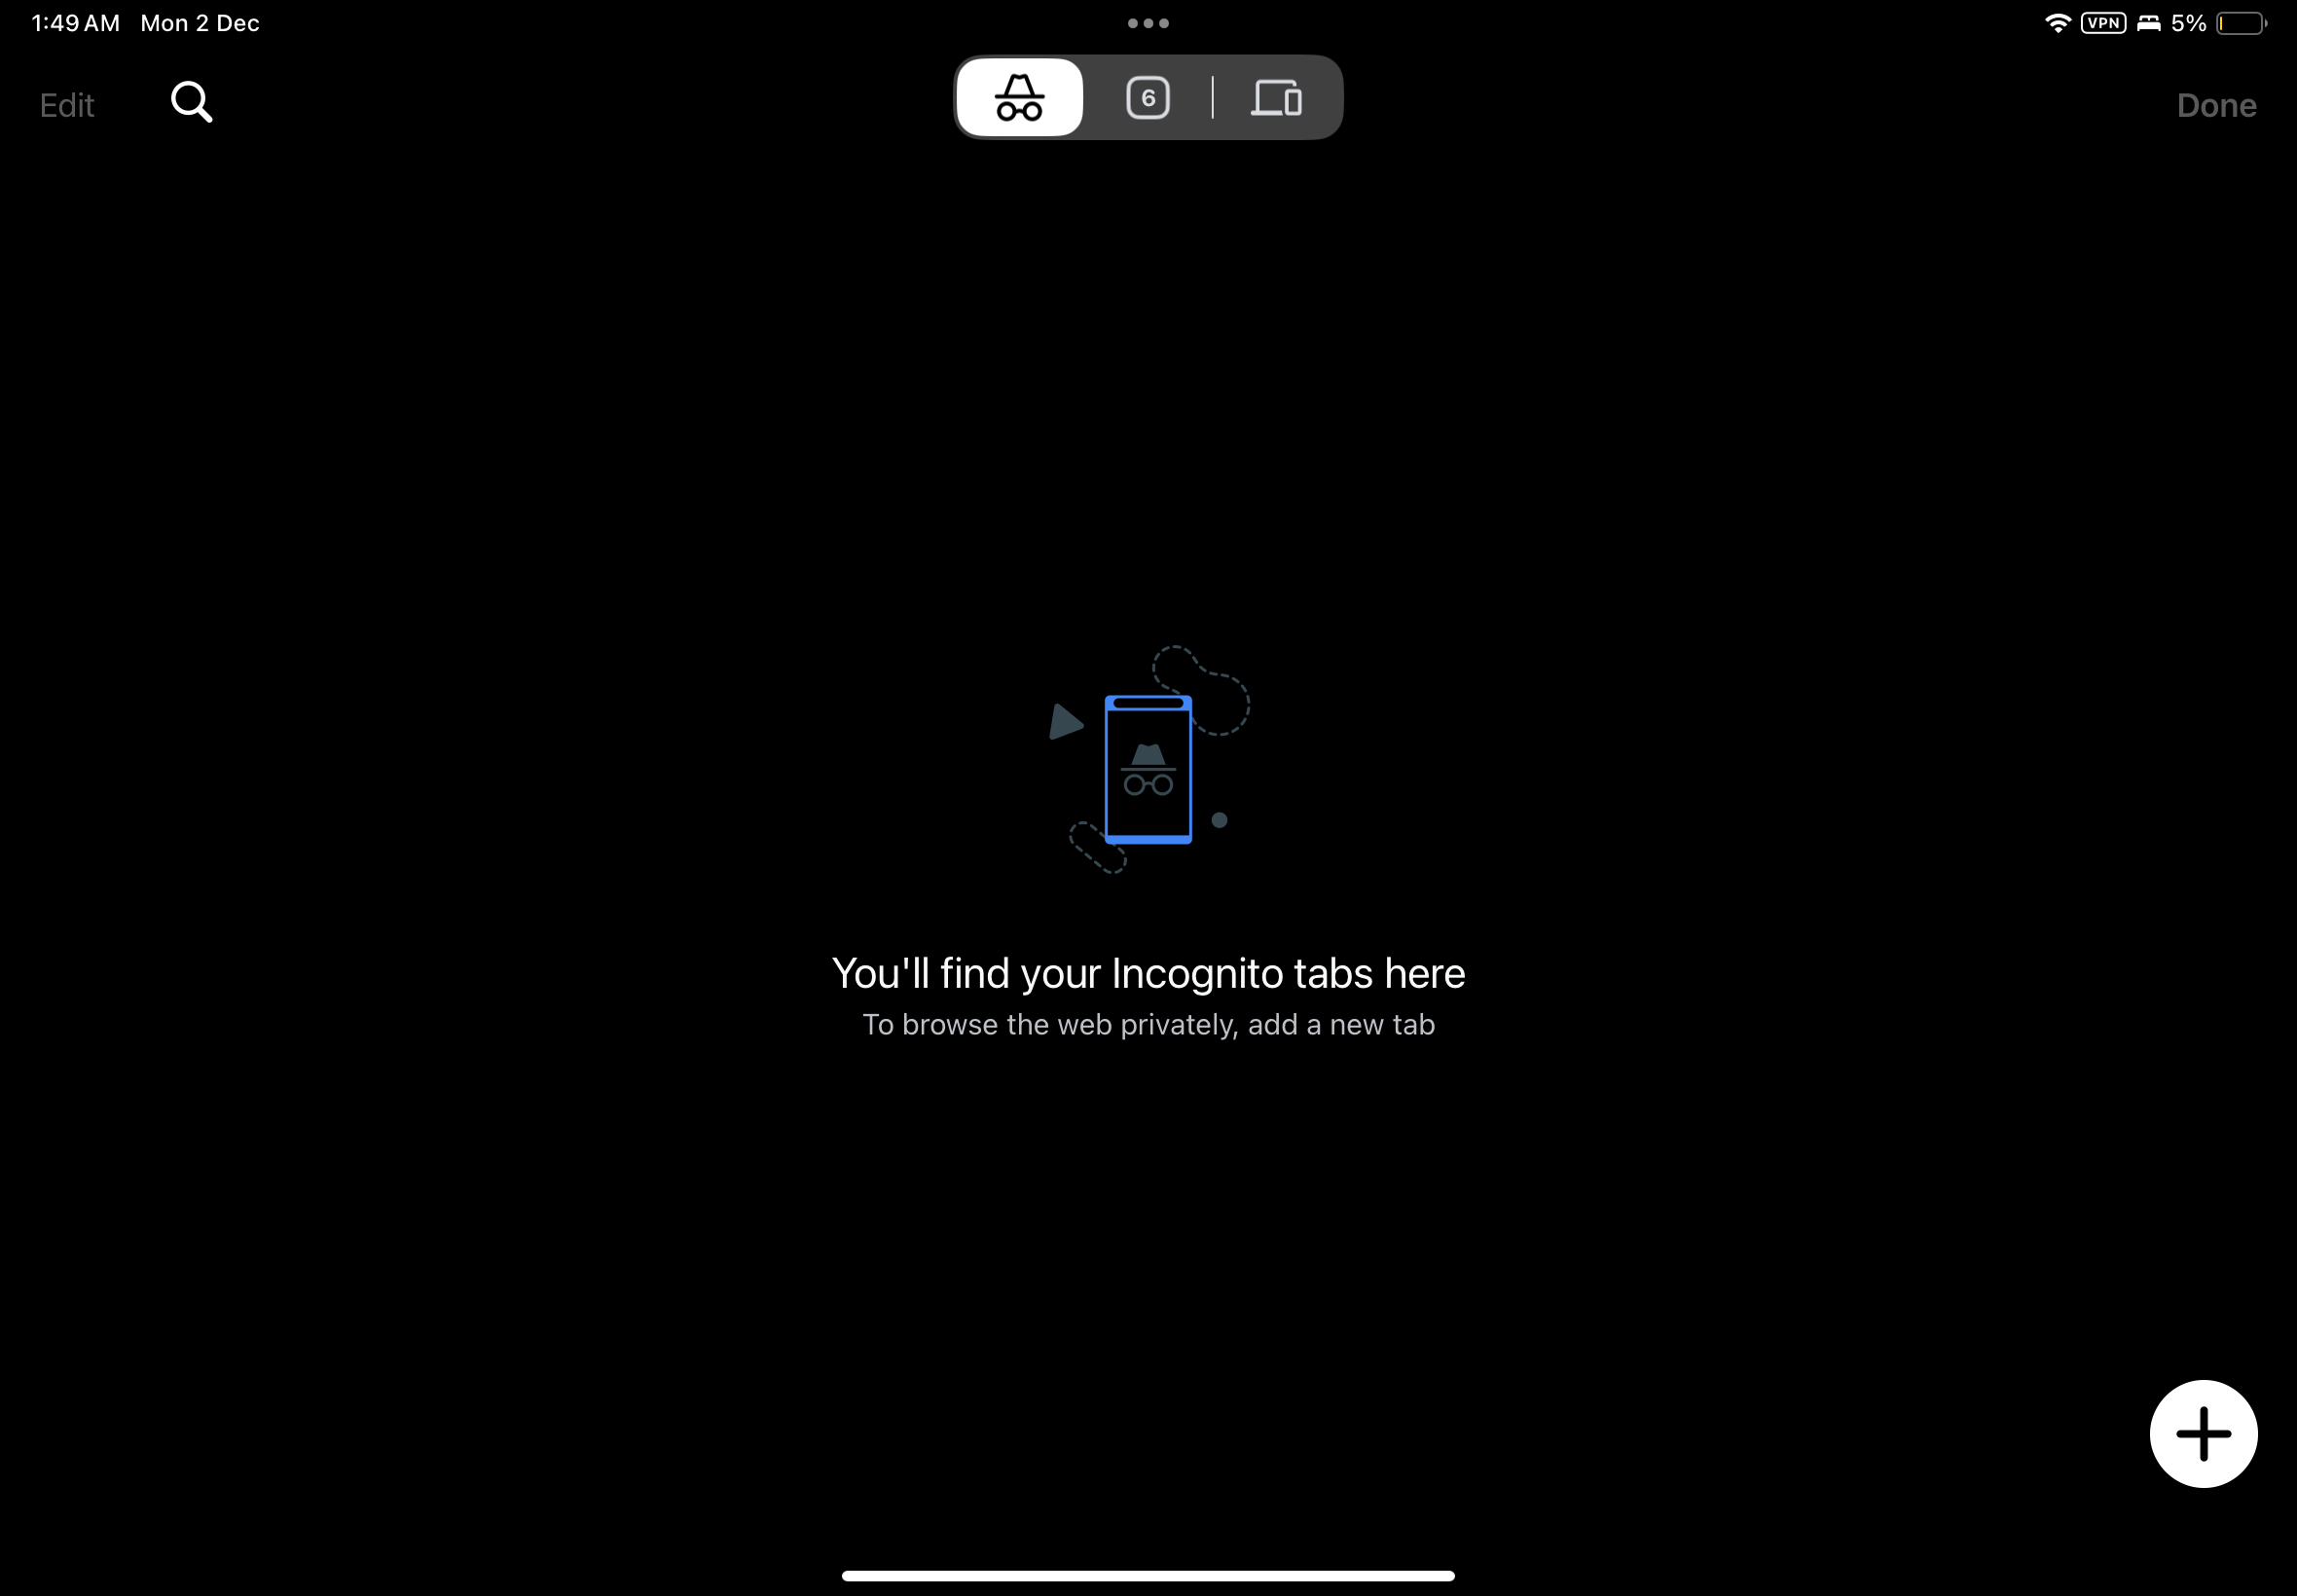 1:49 AM Mon 2 Dec
VPN 5%
Edit
6
Done
You'll find your Incognito tabs here
To browse the web privately, add a new tab